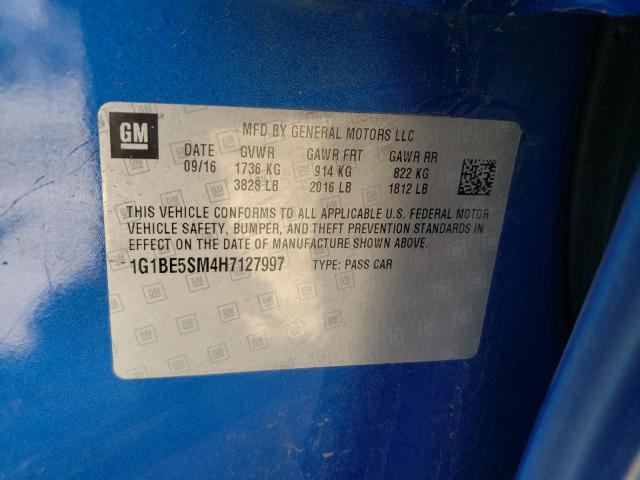 GM
MFD BY GENERAL MOTORS LLC
DATE GVWR GAWR FRT GAWR RR
09/16 1736 KG 914 KG 822 KG
3828 LB 2016 LB 1812 LB
THIS VEHICLE CONFORMS TO ALL APPLICABLE U.S. FEDERAL MOTOR
VEHICLE SAFETY, BUMPER, AND THEFT PREVENTION STANDARDS IN
EFFECT ON THE DATE OF MANUFACTURE SHOWN ABOVE.
1G1BE5SM4H7127997 TYPE: PASS CAR